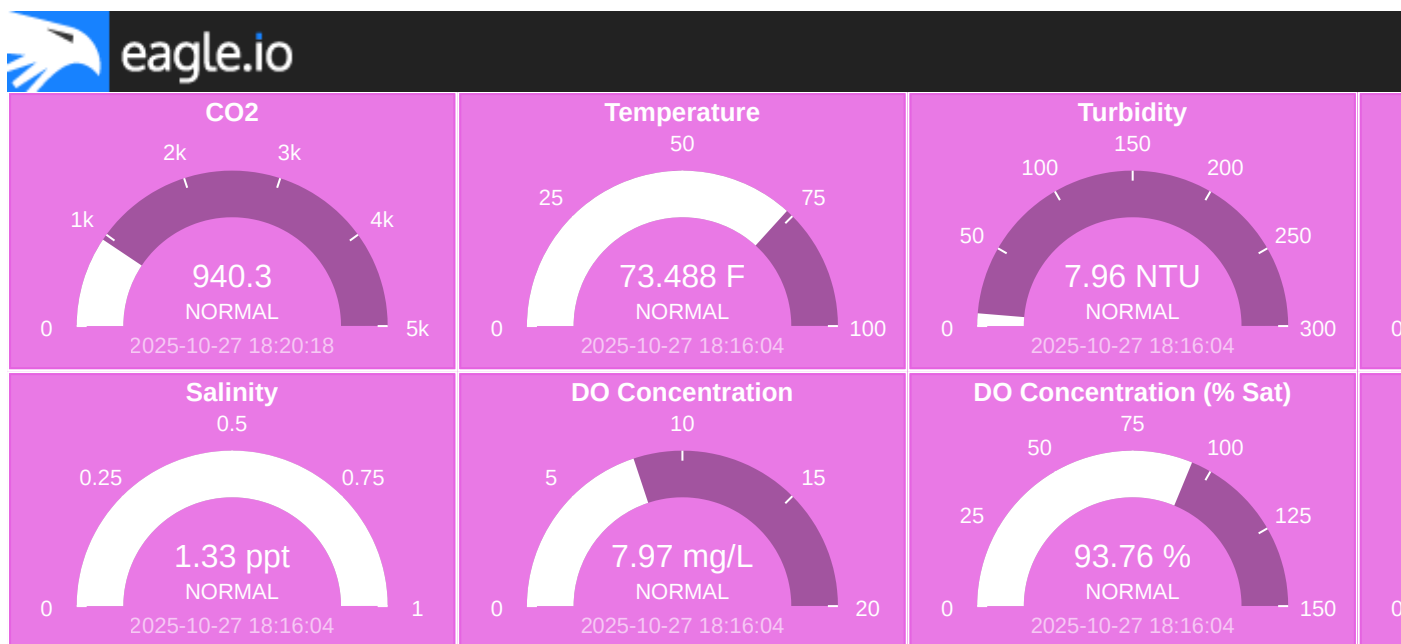 eagle.io
CO2
0
1k
2k
3k
4k
5k
940.3
NORMAL
2025-10-27 18:20:18
Temperature
0
25
50
75
100
73.488 F
NORMAL
2025-10-27 18:16:04
Turbidity
0
50
100
150
200
250
300
7.96 NTU
NORMAL
2025-10-27 18:16:04
0
Salinity
0
0.25
0.5
0.75
1
1.33 ppt
NORMAL
2025-10-27 18:16:04
DO Concentration
0
5
10
15
20
7.97 mg/L
NORMAL
2025-10-27 18:16:04
DO Concentration (% Sat)
0
25
50
75
100
125
150
93.76 %
NORMAL
2025-10-27 18:16:04
0